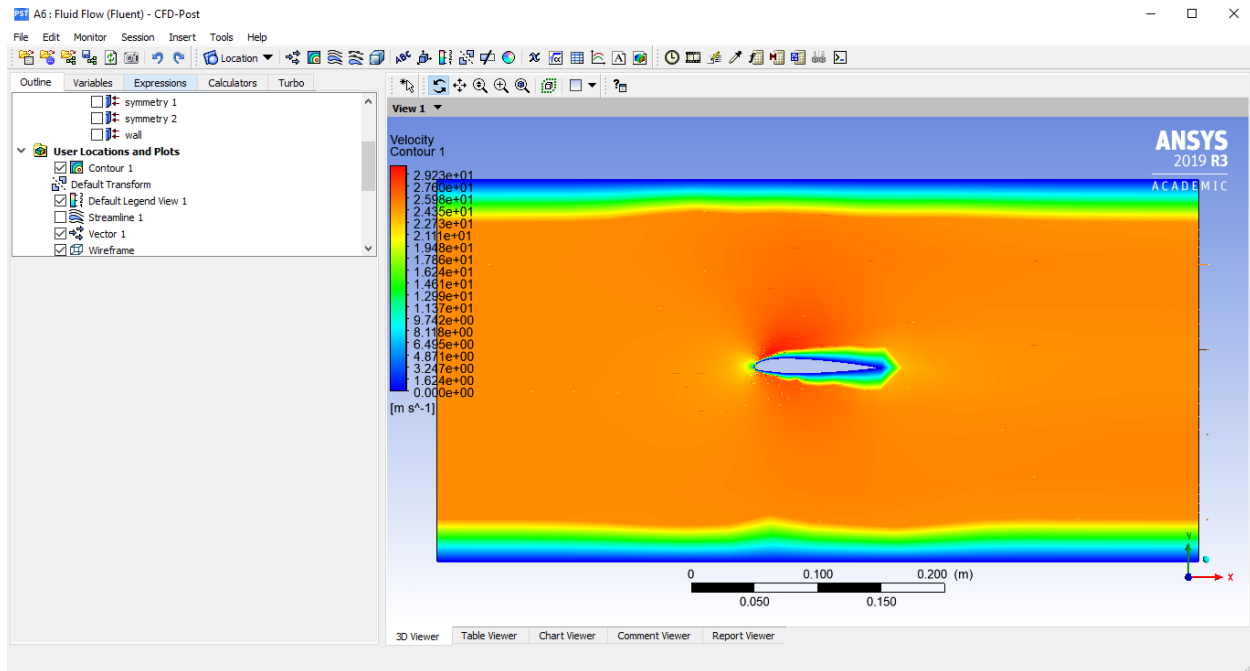 PST A6 : Fluid Flow (Fluent) - CFD-Post
File Edit Monitor Session Insert Tools Help
Location
Outline Variables Expressions Calculators Turbo
symmetry 1
symmetry 2
wall
User Locations and Plots
Contour 1
Default Transform
Default Legend View 1
Streamline 1
Vector 1
Wireframe
View 1
Velocity
Contour 1
2.923e+01
2.760e+01
2.598e+01
2.435e+01
2.273e+01
2.111e+01
1.948e+01
1.786e+01
1.624e+01
1.461e+01
1.299e+01
1.137e+01
9.742e+00
8.118e+00
6.495e+00
4.871e+00
3.247e+00
1.624e+00
0.000e+00
[m s^-1]
ANSYS
2019 R3
ACADEMIC
0 0.100 0.200 (m)
0.050 0.150
Y
X
3D Viewer Table Viewer Chart Viewer Comment Viewer Report Viewer